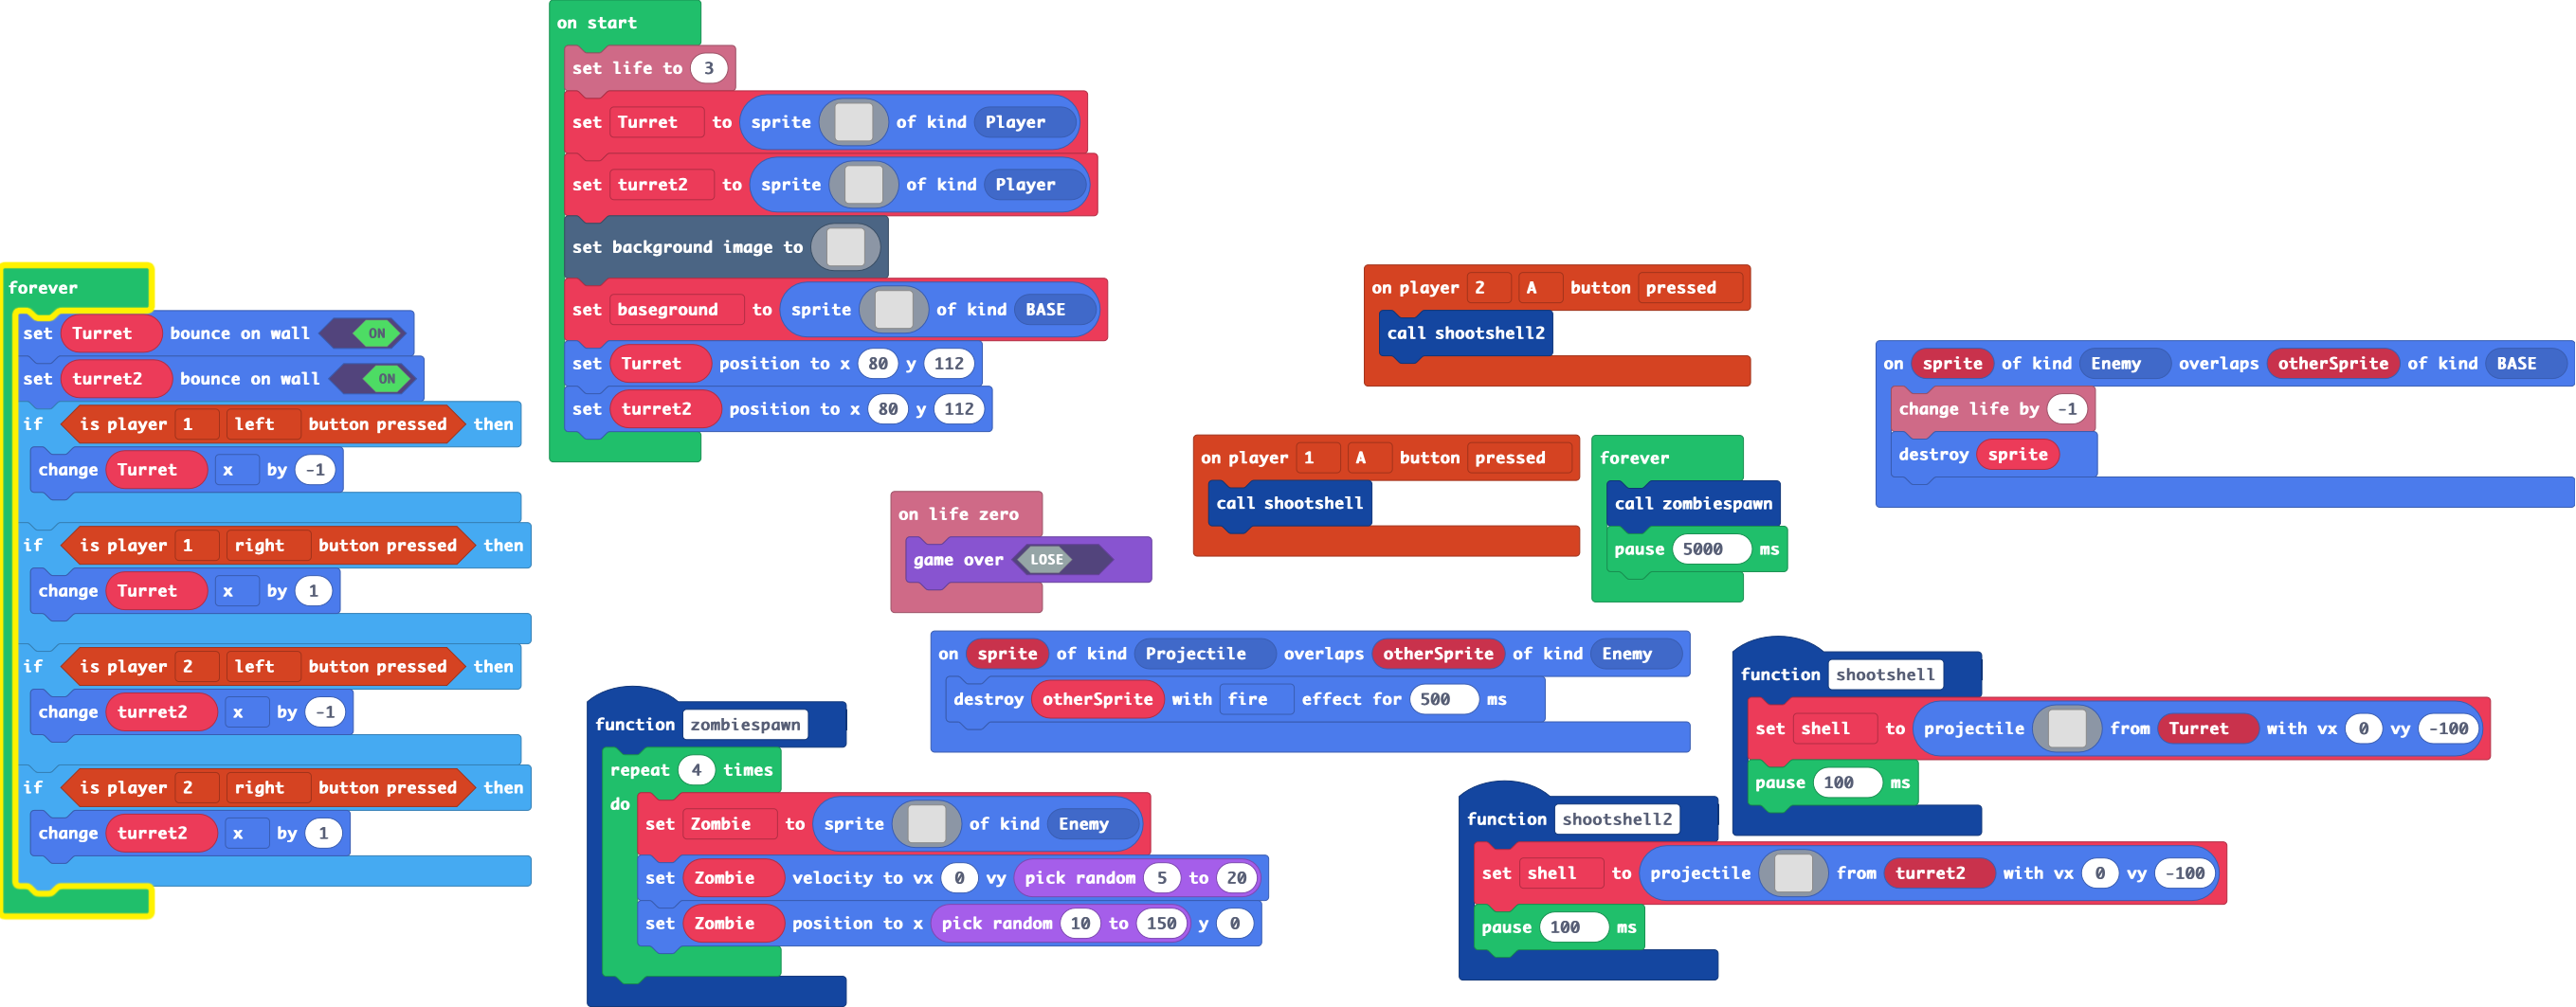 on start
set life to 3
set Turret to sprite of kind Player
set turret2 to sprite of kind Player
set background image to
set baseground to sprite of kind BASE
set Turret position to x 80 y 112
set turret2 position to x 80 y 112
forever
set Turret bounce on wall ON
set turret2 bounce on wall ON
if is player 1 left button pressed then
change Turret x by -1
if is player 1 right button pressed then
change Turret x by 1
if is player 2 left button pressed then
change turret2 x by -1
if is player 2 right button pressed then
change turret2 x by 1
on player 2 A button pressed
call shootshell2
on sprite of kind Enemy overlaps otherSprite of kind BASE
change life by -1
destroy sprite
on player 1 A button pressed
call shootshell
forever
call zombiespawn
pause 5000 ms
on life zero
game over LOSE
on sprite of kind Projectile overlaps otherSprite of kind Enemy
destroy otherSprite with fire effect for 500 ms
function shootshell
set shell to projectile from Turret with vx 0 vy -100
pause 100 ms
function zombiespawn
repeat 4 times
do
set Zombie to sprite of kind Enemy
set Zombie velocity to vx 0 vy pick random 5 to 20
set Zombie position to x pick random 10 to 150 y 0
function shootshell2
set shell to projectile from turret2 with vx 0 vy -100
pause 100 ms